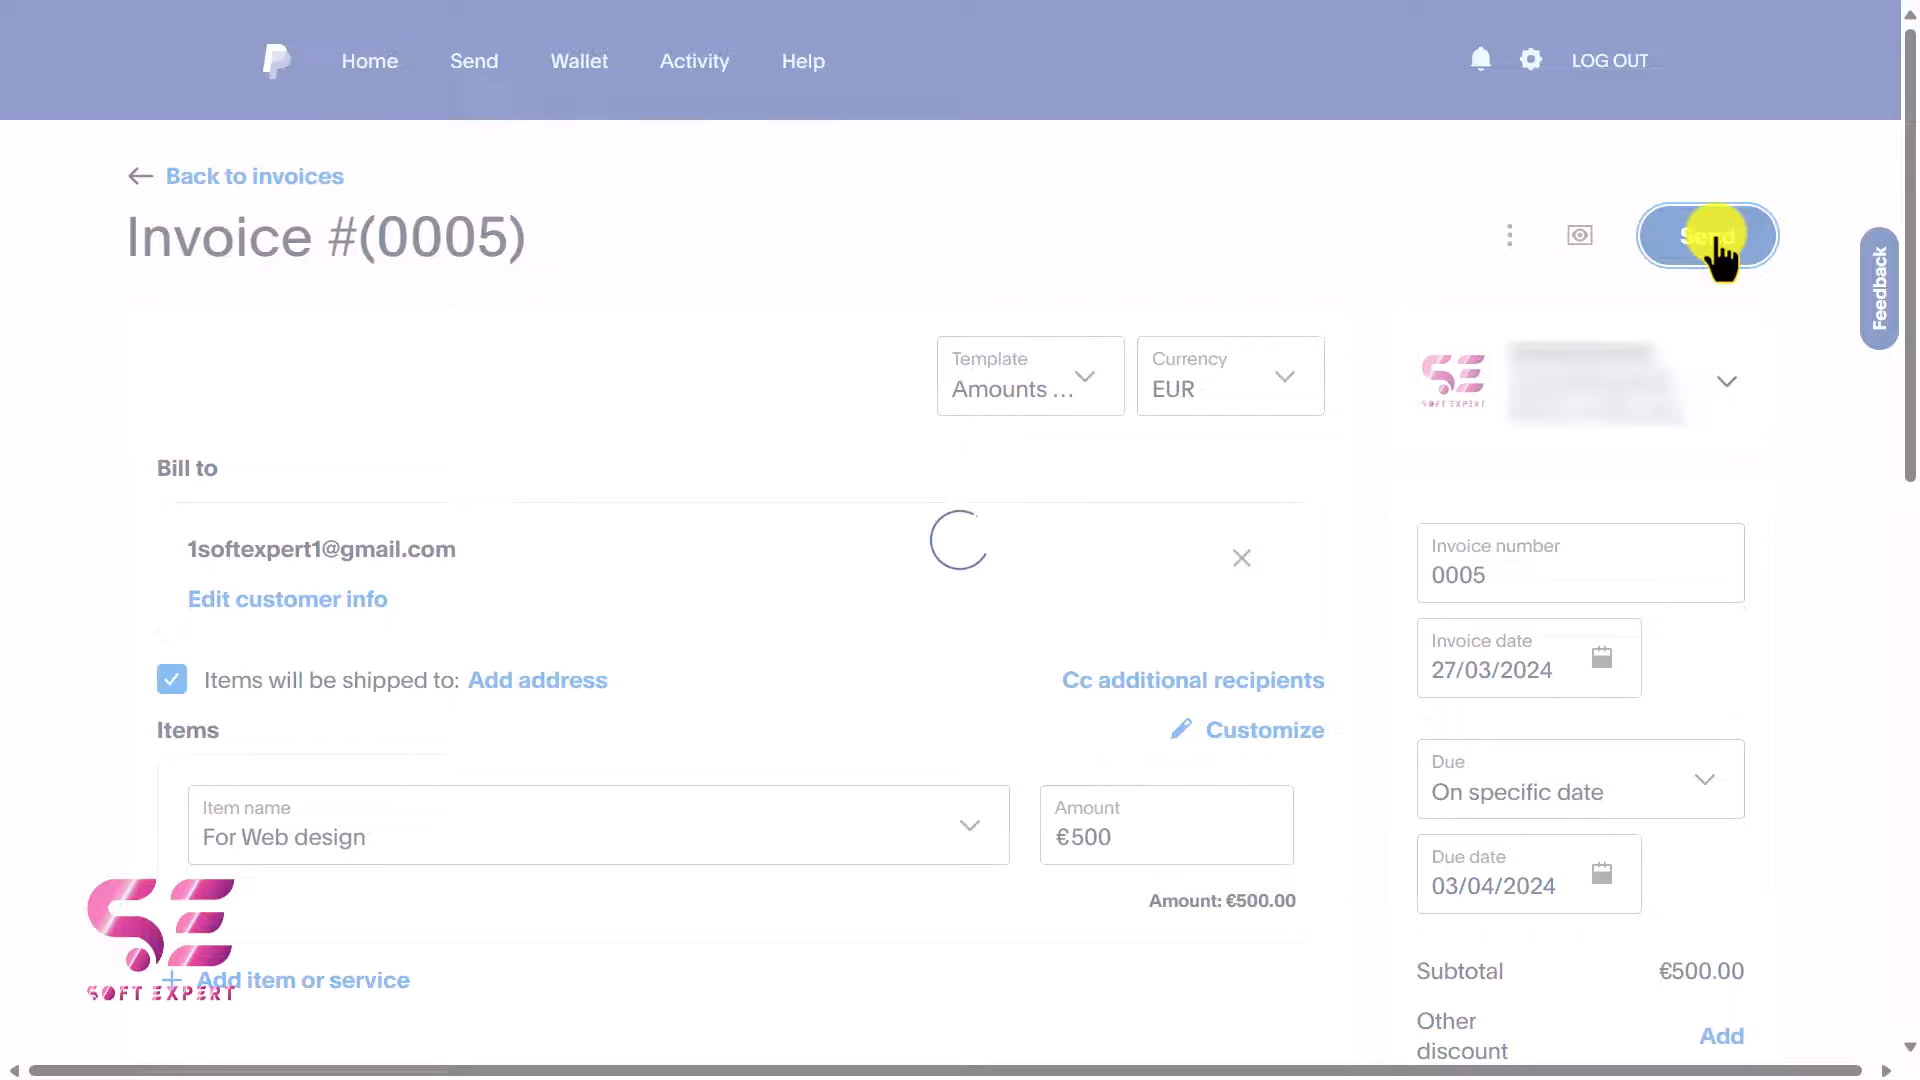 Home Send Wallet Activity Help LOG OUT
Back to invoices
Invoice #(0005)
Send
Feedback
Template
Amounts ...
Currency
EUR
SOFT EXPERT
Bill to
1softexpert1@gmail.com
Edit customer info
Items will be shipped to: Add address
Cc additional recipients
Items
Customize
Item name
For Web design
Amount
€500
Amount: €500.00
Add item or service
SOFT EXPERT
Invoice number
0005
Invoice date
27/03/2024
Due
On specific date
Due date
03/04/2024
Subtotal €500.00
Other
discount
Add